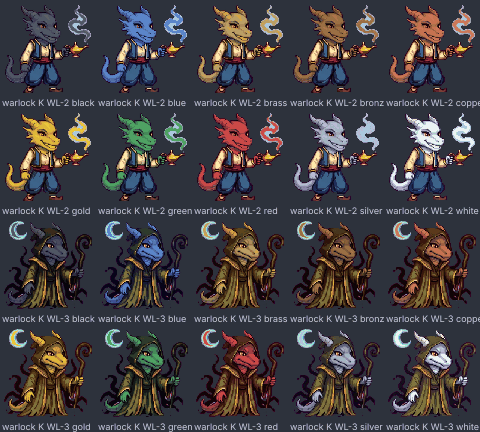 warlock K WL-2 black
warlock K WL-2 blue
warlock K WL-2 brass
warlock K WL-2 bronz
warlock K WL-2 coppe
warlock K WL-2 gold
warlock K WL-2 green
warlock K WL-2 red
warlock K WL-2 silver
warlock K WL-2 white
warlock K WL-3 black
warlock K WL-3 blue
warlock K WL-3 brass
warlock K WL-3 bronz
warlock K WL-3 coppe
warlock K WL-3 gold
warlock K WL-3 green
warlock K WL-3 red
warlock K WL-3 silver
warlock K WL-3 white